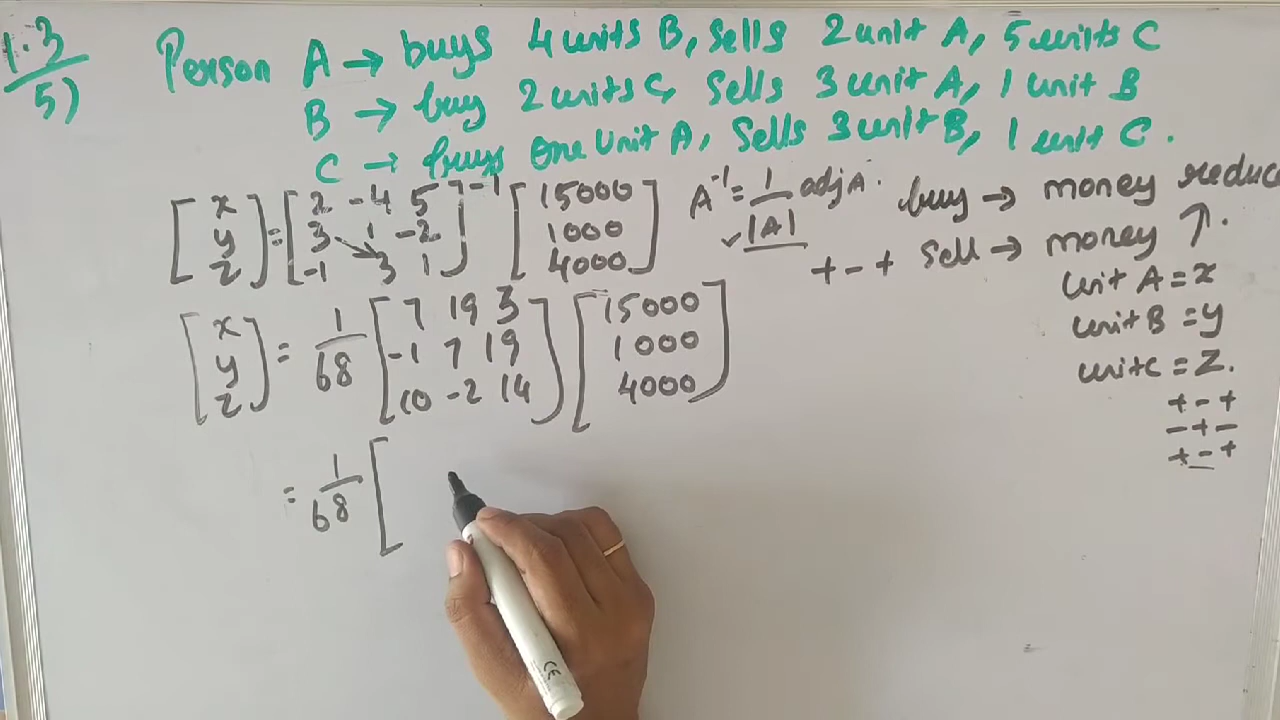 1.3
5)
Person A → buys 4 units B, sells 2 unit A, 5 units C
B → buy 2 units C, sells 3 unit A, 1 unit B
C → buys one unit A, sells 3 unit B, 1 unit C.
[x y z] = [2 -4 5
3 1 -2
-1 3 1]⁻¹ [15000
1000
4000]
A⁻¹ = 1/|A| adj A.
buy → money reduce
+ - + sell → money ↑.
unit A = x
unit B = y
unit C = z.
+ - +
- + -
+ - +
[x y z] = 1/68 [7 19 3
-1 7 19
10 -2 14] [15000
1000
4000]
= 1/68 [
CE